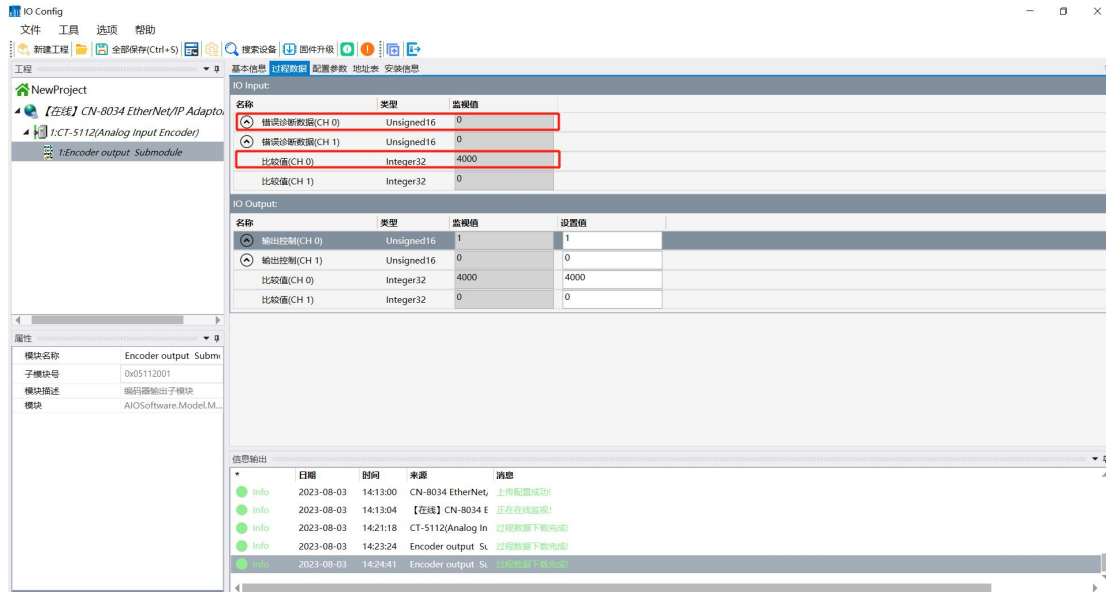 IO Config
文件 工具 选项 帮助
新建工程 全部保存(Ctrl+S) 搜索设备 固件升级
工程
NewProject
【在线】CN-8034 EtherNet/IP Adapto
1:CT-5112(Analog Input Encoder)
1:Encoder output Submodule
属性
模块名称 Encoder output Subm
子模块号 0x05112001
模块描述 编码器输出子模块
模块 AIOSoftware.Model.M...
基本信息 过程数据 配置参数 地址表 安装信息
IO Input:
名称 类型 监视值
错误诊断数据(CH 0) Unsigned16 0
错误诊断数据(CH 1) Unsigned16 0
比较值(CH 0) Integer32 4000
比较值(CH 1) Integer32 0
IO Output:
名称 类型 监视值 设置值
输出控制(CH 0) Unsigned16 1 1
输出控制(CH 1) Unsigned16 0 0
比较值(CH 0) Integer32 4000 4000
比较值(CH 1) Integer32 0 0
信息输出
* 日期 时间 来源 消息
Info 2023-08-03 14:13:00 CN-8034 EtherNet/ 上传配置成功!
Info 2023-08-03 14:13:04 【在线】CN-8034 E 正在在线监视!
Info 2023-08-03 14:21:18 CT-5112(Analog In 过程数据下载完成!
Info 2023-08-03 14:23:24 Encoder output Su 过程数据下载完成!
Info 2023-08-03 14:24:41 Encoder output Su 过程数据下载完成!